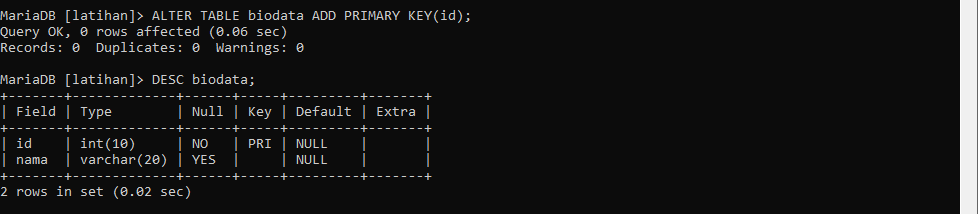 MariaDB [latihan]> ALTER TABLE biodata ADD PRIMARY KEY(id);
Query OK, 0 rows affected (0.06 sec)
Records: 0  Duplicates: 0  Warnings: 0

MariaDB [latihan]> DESC biodata;
+-------+-------------+------+-----+---------+-------+
| Field | Type        | Null | Key | Default | Extra |
+-------+-------------+------+-----+---------+-------+
| id    | int(10)     | NO   | PRI | NULL    |       |
| nama  | varchar(20) | YES  |     | NULL    |       |
+-------+-------------+------+-----+---------+-------+
2 rows in set (0.02 sec)